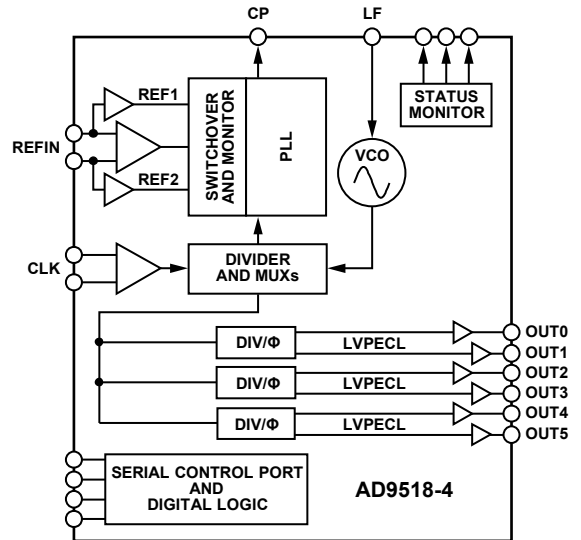 CP
LF
REF1
REFIN
REF2
SWITCHOVER
AND MONITOR
PLL
STATUS
MONITOR
VCO
CLK
DIVIDER
AND MUXs
DIV/Φ
LVPECL
OUT0
OUT1
DIV/Φ
LVPECL
OUT2
OUT3
DIV/Φ
LVPECL
OUT4
OUT5
SERIAL CONTROL PORT
AND
DIGITAL LOGIC
AD9518-4